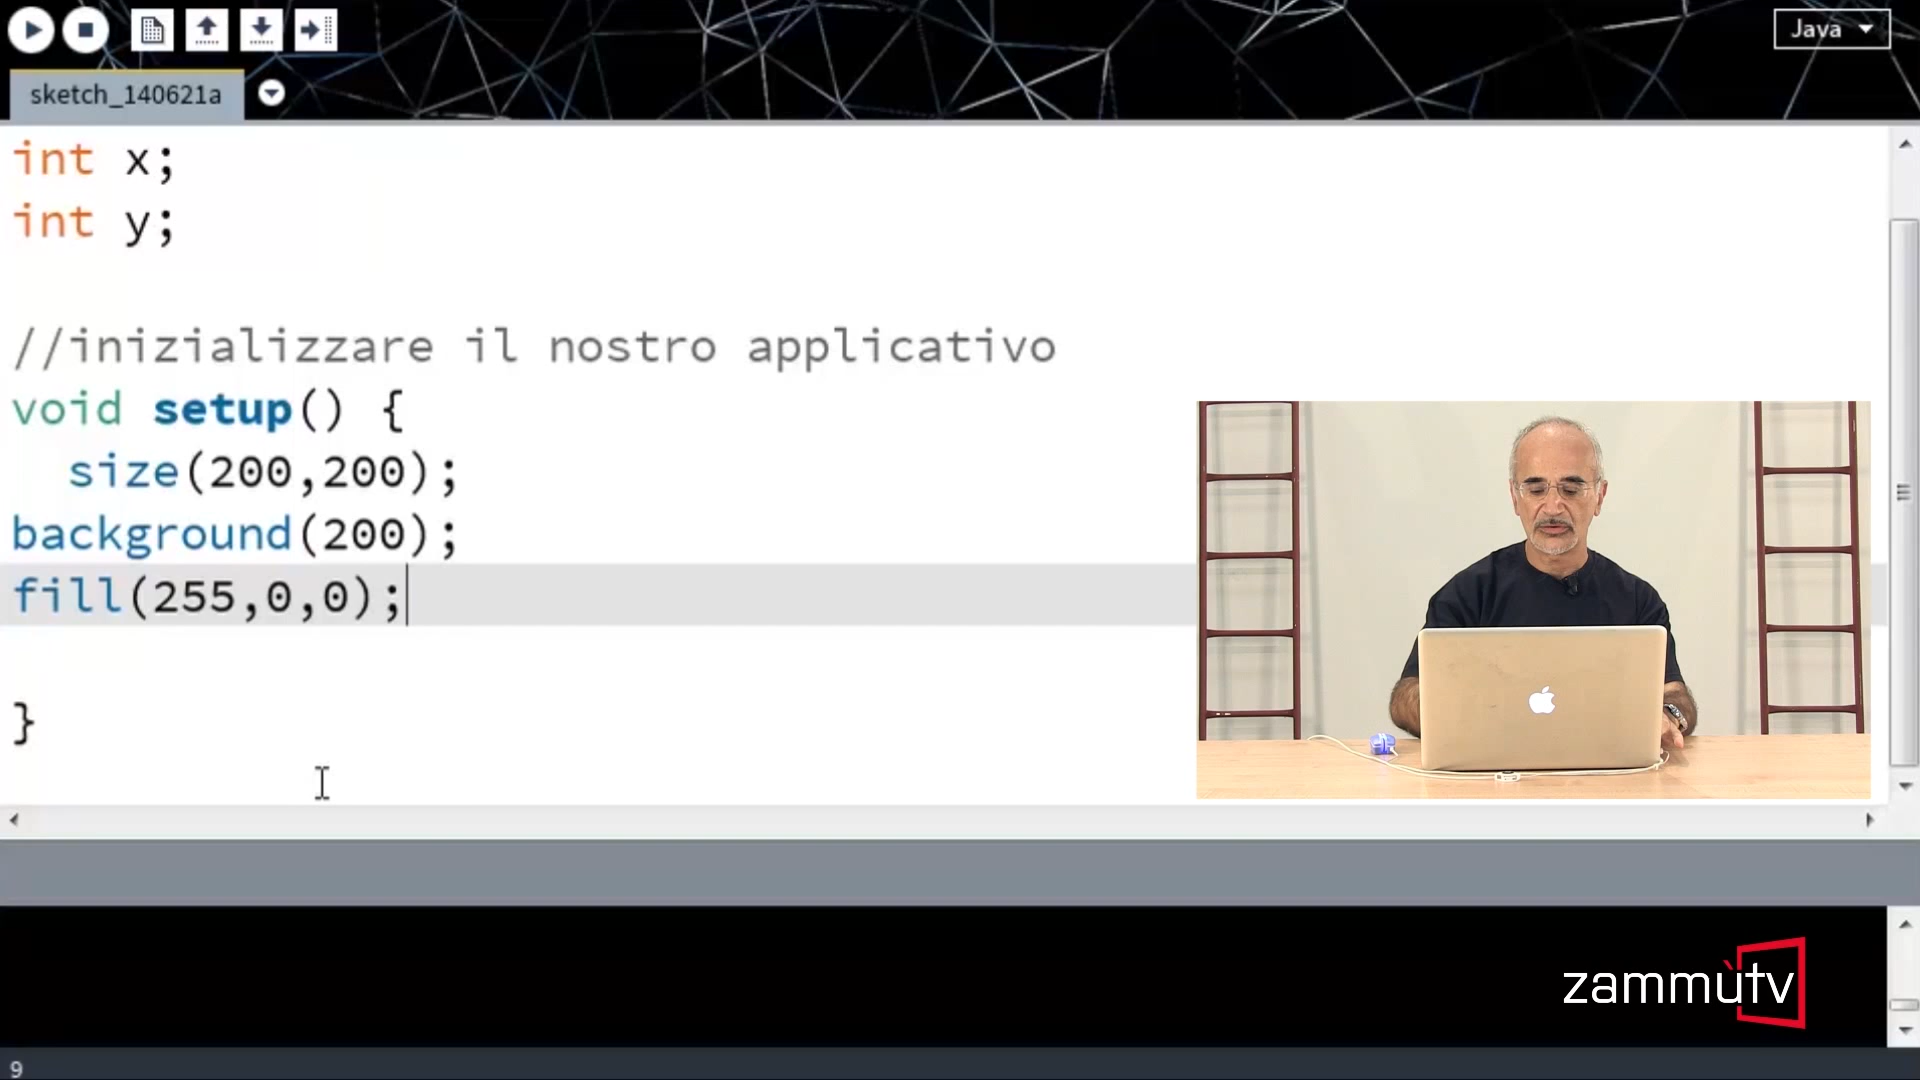 Java
sketch_140621a
int x;
int y;
//inizializzare il nostro applicativo
void setup() {
size(200,200);
background(200);
fill(255,0,0);
}
zammùtv
9